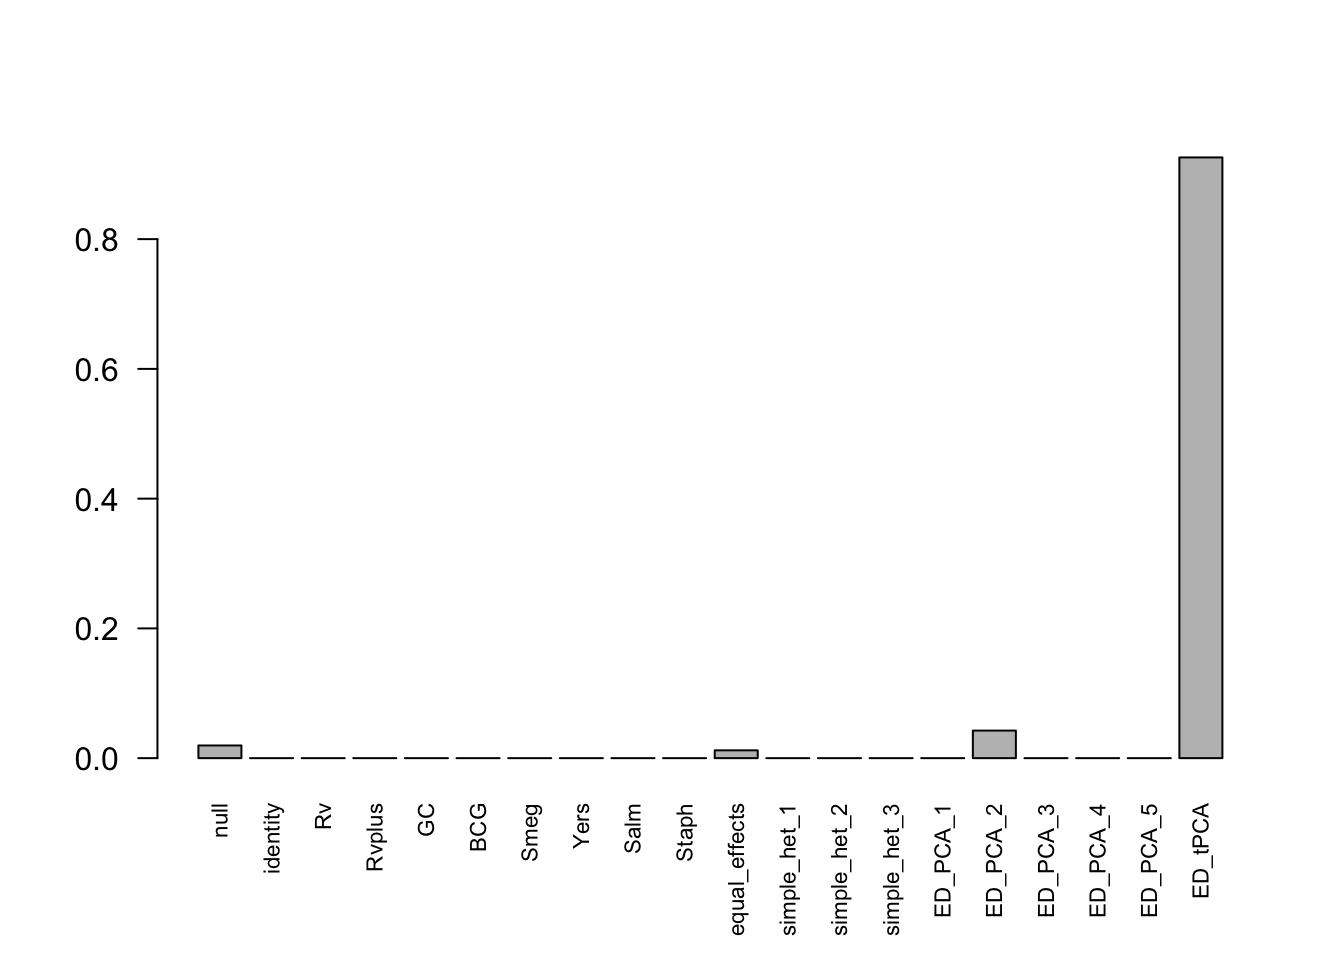 0.8
0.6
0.4
0.2
0.0
null
identity
Rv
Rvplus
GC
BCG
Smeg
Yers
Salm
Staph
equal_effects
simple_het_1
simple_het_2
simple_het_3
ED_PCA_1
ED_PCA_2
ED_PCA_3
ED_PCA_4
ED_PCA_5
ED_tPCA